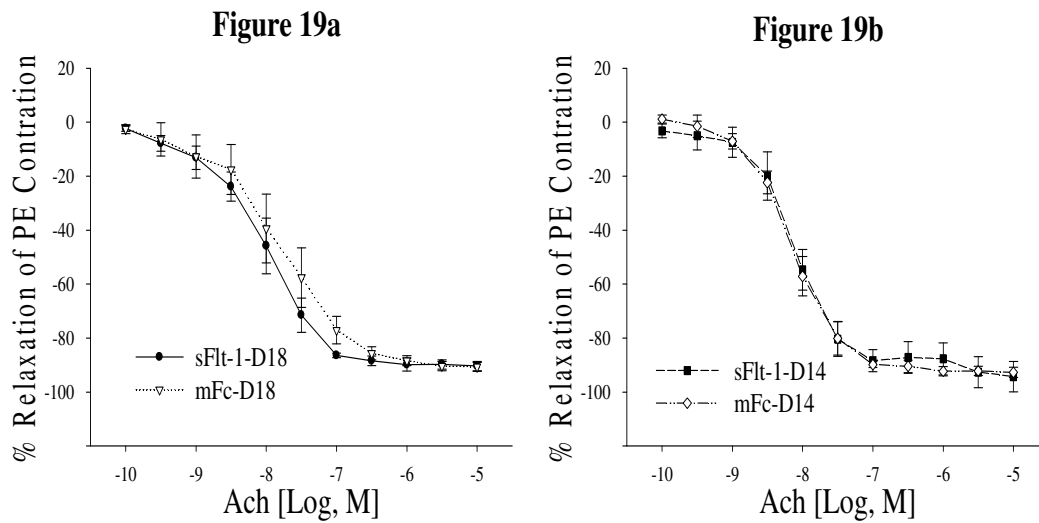 Figure 19a
% Relaxation of PE Contration
20
0
-20
-40
-60
-80
-100
sFlt-1-D18
mFc-D18
-10 -9 -8 -7 -6 -5
Ach [Log, M]
Figure 19b
% Relaxation of PE Contration
20
0
-20
-40
-60
-80
-100
sFlt-1-D14
mFc-D14
-10 -9 -8 -7 -6 -5
Ach [Log, M]